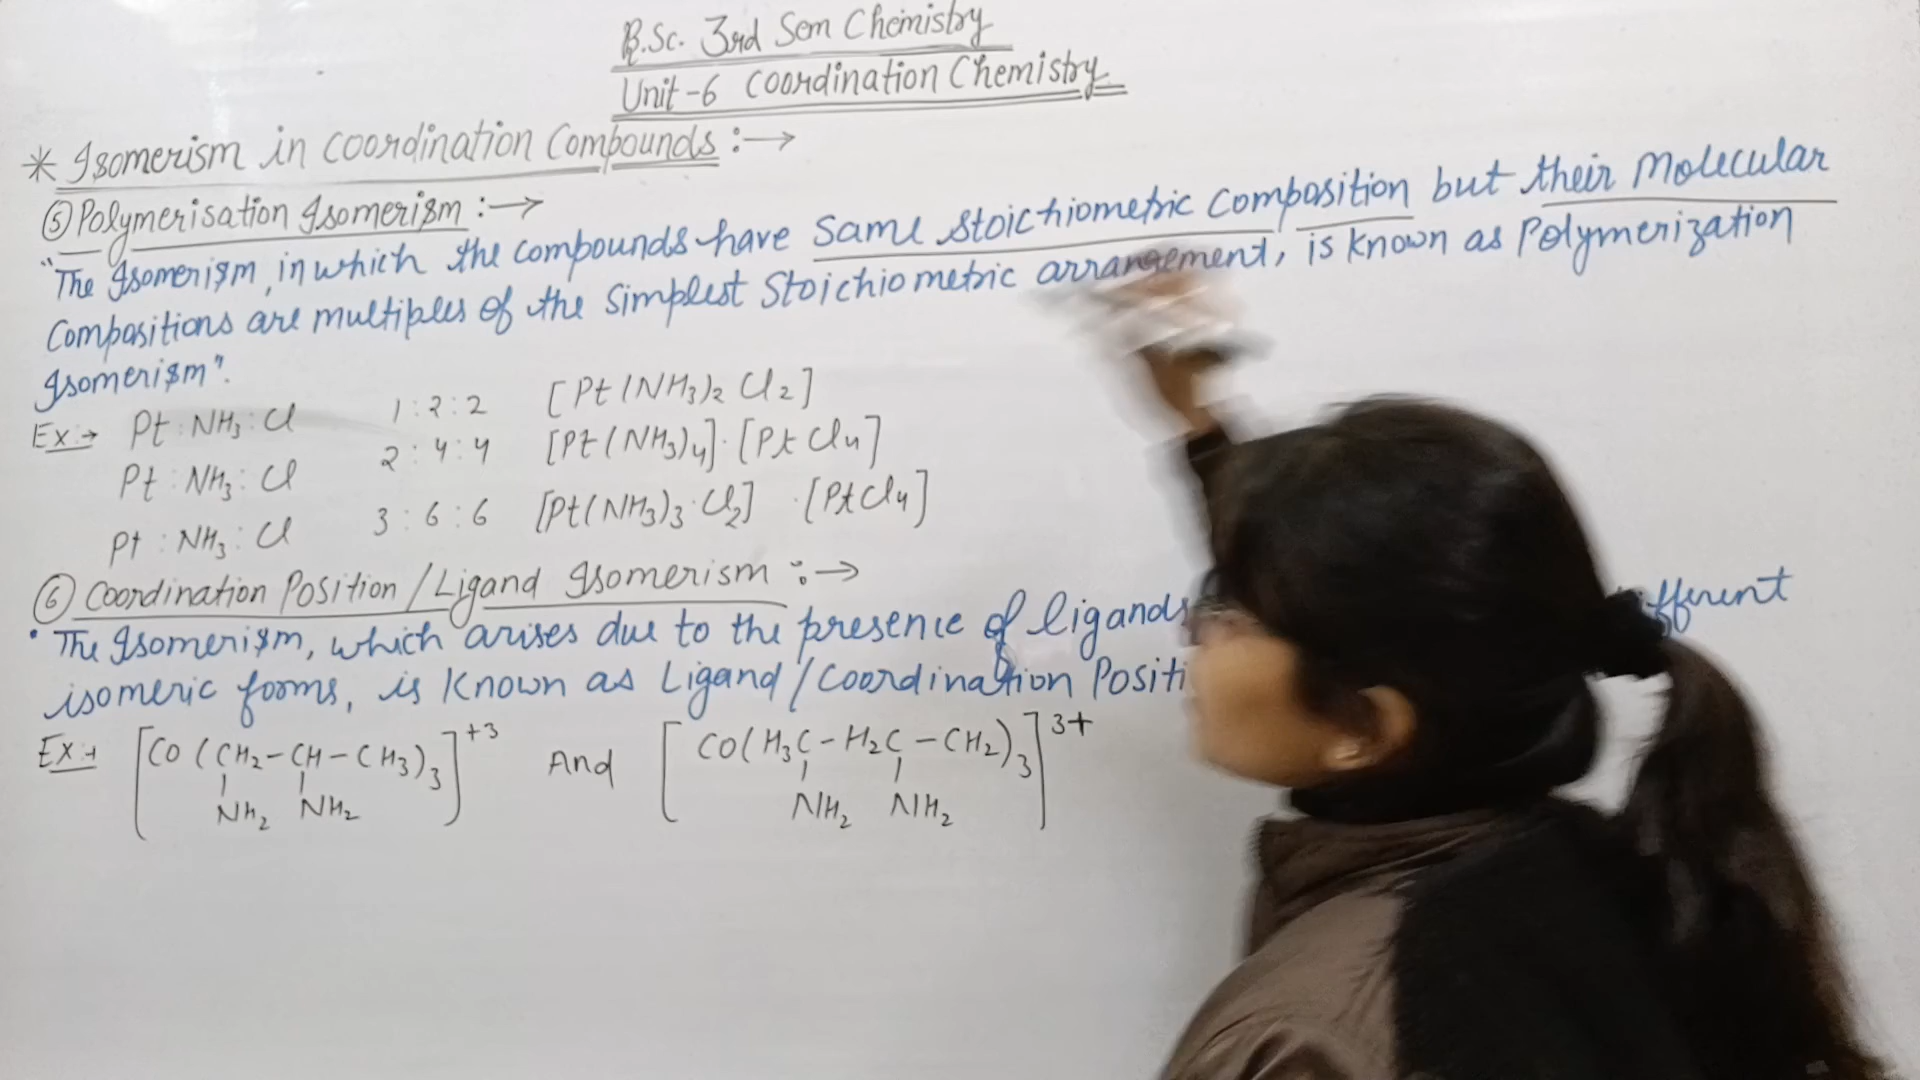 B.Sc. 3rd Sem Chemistry
Unit-6 Coordination Chemistry
* Isomerism in Coordination Compounds :→
⑤ Polymerisation Isomerism :→
"The Isomerism, in which the compounds have same stoichiometric composition but their Molecular
Compositions are multiples of the simplest stoichiometric arrangement, is known as Polymerization
Isomerism".
Ex:→ Pt : NH3 : Cl 1 : 2 : 2 [Pt(NH3)2 Cl2]
Pt : NH3 : Cl 2 : 4 : 4 [Pt(NH3)4]·[PtCl4]
Pt : NH3 : Cl 3 : 6 : 6 [Pt(NH3)3·Cl2] ·[PtCl4]
⑥ Coordination Position/Ligand Isomerism :→
• The Isomerism, which arises due to the presence of ligands fferent
isomeric forms, is known as Ligand/Coordination Positi
Ex:→ [CO(CH2-CH-CH3)3]+3 And [CO(H3C-H2C-CH2)3]3+
NH2 NH2 NH2 NH2